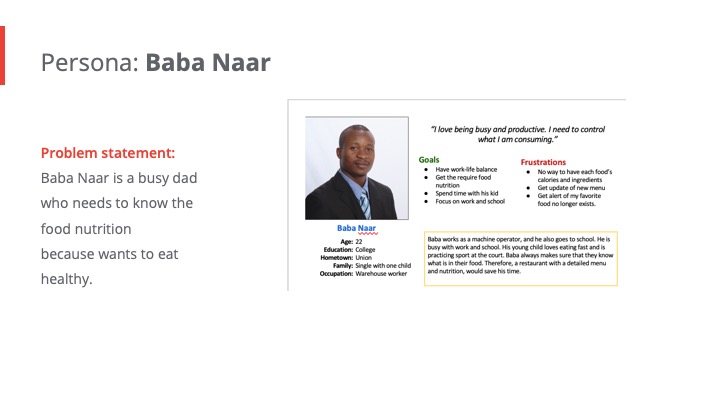 Persona: Baba Naar
Problem statement:
Baba Naar is a busy dad
who needs to know the
food nutrition
because wants to eat
healthy.
“I love being busy and productive. I need to control
what I am consuming.”
Goals
● Have work-life balance
● Get the require food
nutrition
● Spend time with his kid
● Focus on work and school
Frustrations
● No way to have each food’s
calories and ingredients
● Get update of new menu
● Get alert of my favorite
food no longer exists.
Baba Naar
Age: 22
Education: College
Hometown: Union
Family: Single with one child
Occupation: Warehouse worker
Baba works as a machine operator, and he also goes to school. He is
busy with work and school. His young child loves eating fast and is
practicing sport at the court. Baba always makes sure that they know
what is in their food. Therefore, a restaurant with a detailed menu
and nutrition, would save his time.